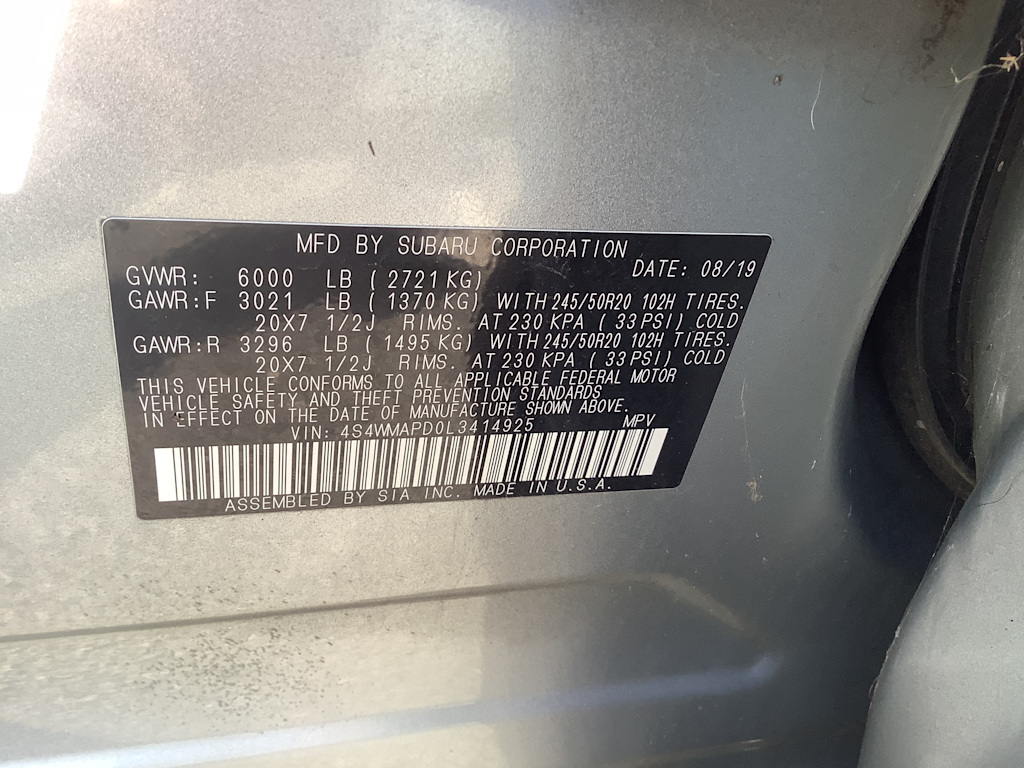 MFD BY SUBARU CORPORATION
DATE: 08/19
GVWR: 6000 LB ( 2721 KG)
GAWR:F 3021 LB ( 1370 KG) WITH 245/50R20 102H TIRES.
20X7 1/2J RIMS. AT 230 KPA ( 33 PSI) COLD
GAWR:R 3296 LB ( 1495 KG) WITH 245/50R20 102H TIRES.
20X7 1/2J RIMS. AT 230 KPA ( 33 PSI) COLD
THIS VEHICLE CONFORMS TO ALL APPLICABLE FEDERAL MOTOR
VEHICLE SAFETY AND THEFT PREVENTION STANDARDS
IN EFFECT ON THE DATE OF MANUFACTURE SHOWN ABOVE.
VIN: 4S4WMAPD0L3414925 MPV
ASSEMBLED BY SIA INC. MADE IN U.S.A.